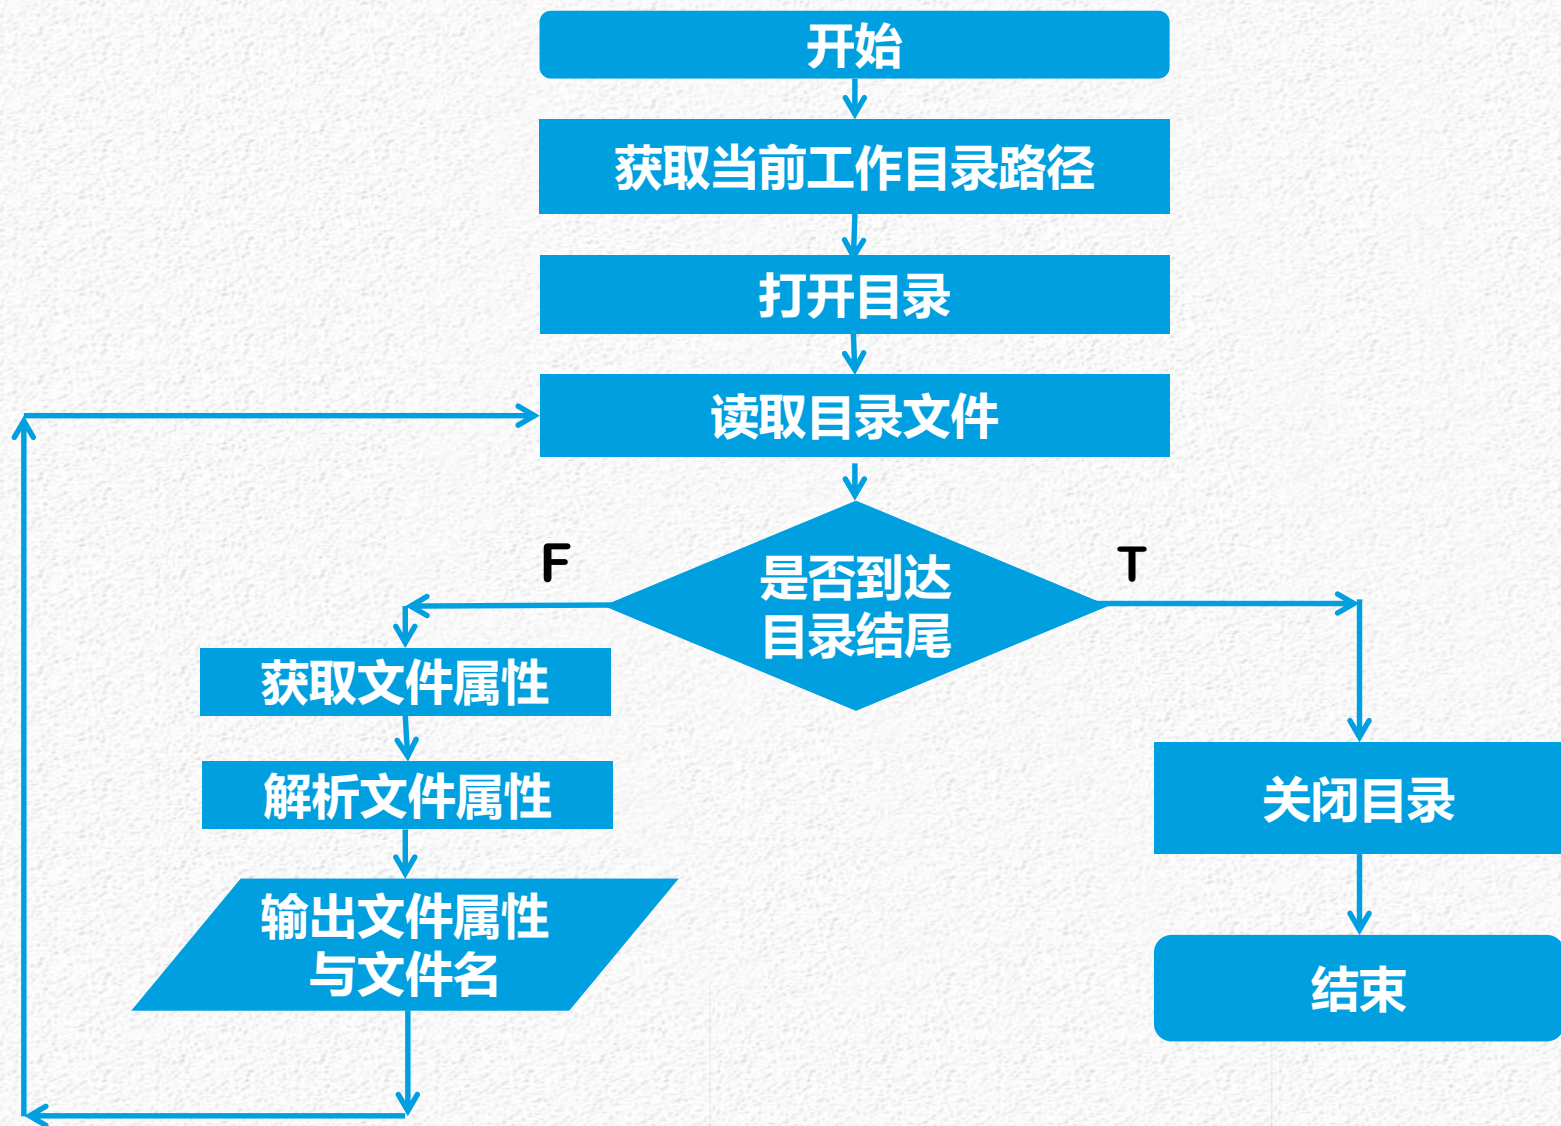 开始
获取当前工作目录路径
打开目录
读取目录文件
是否到达
目录结尾
F
T
获取文件属性
解析文件属性
输出文件属性
与文件名
关闭目录
结束